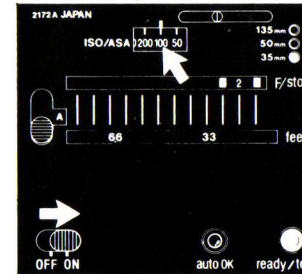 2172A JAPAN
135mm
ISO/ASA 200 100 50
50mm
35mm
2 F/sto
A
66 33 fee
OFF ON auto OK ready/te